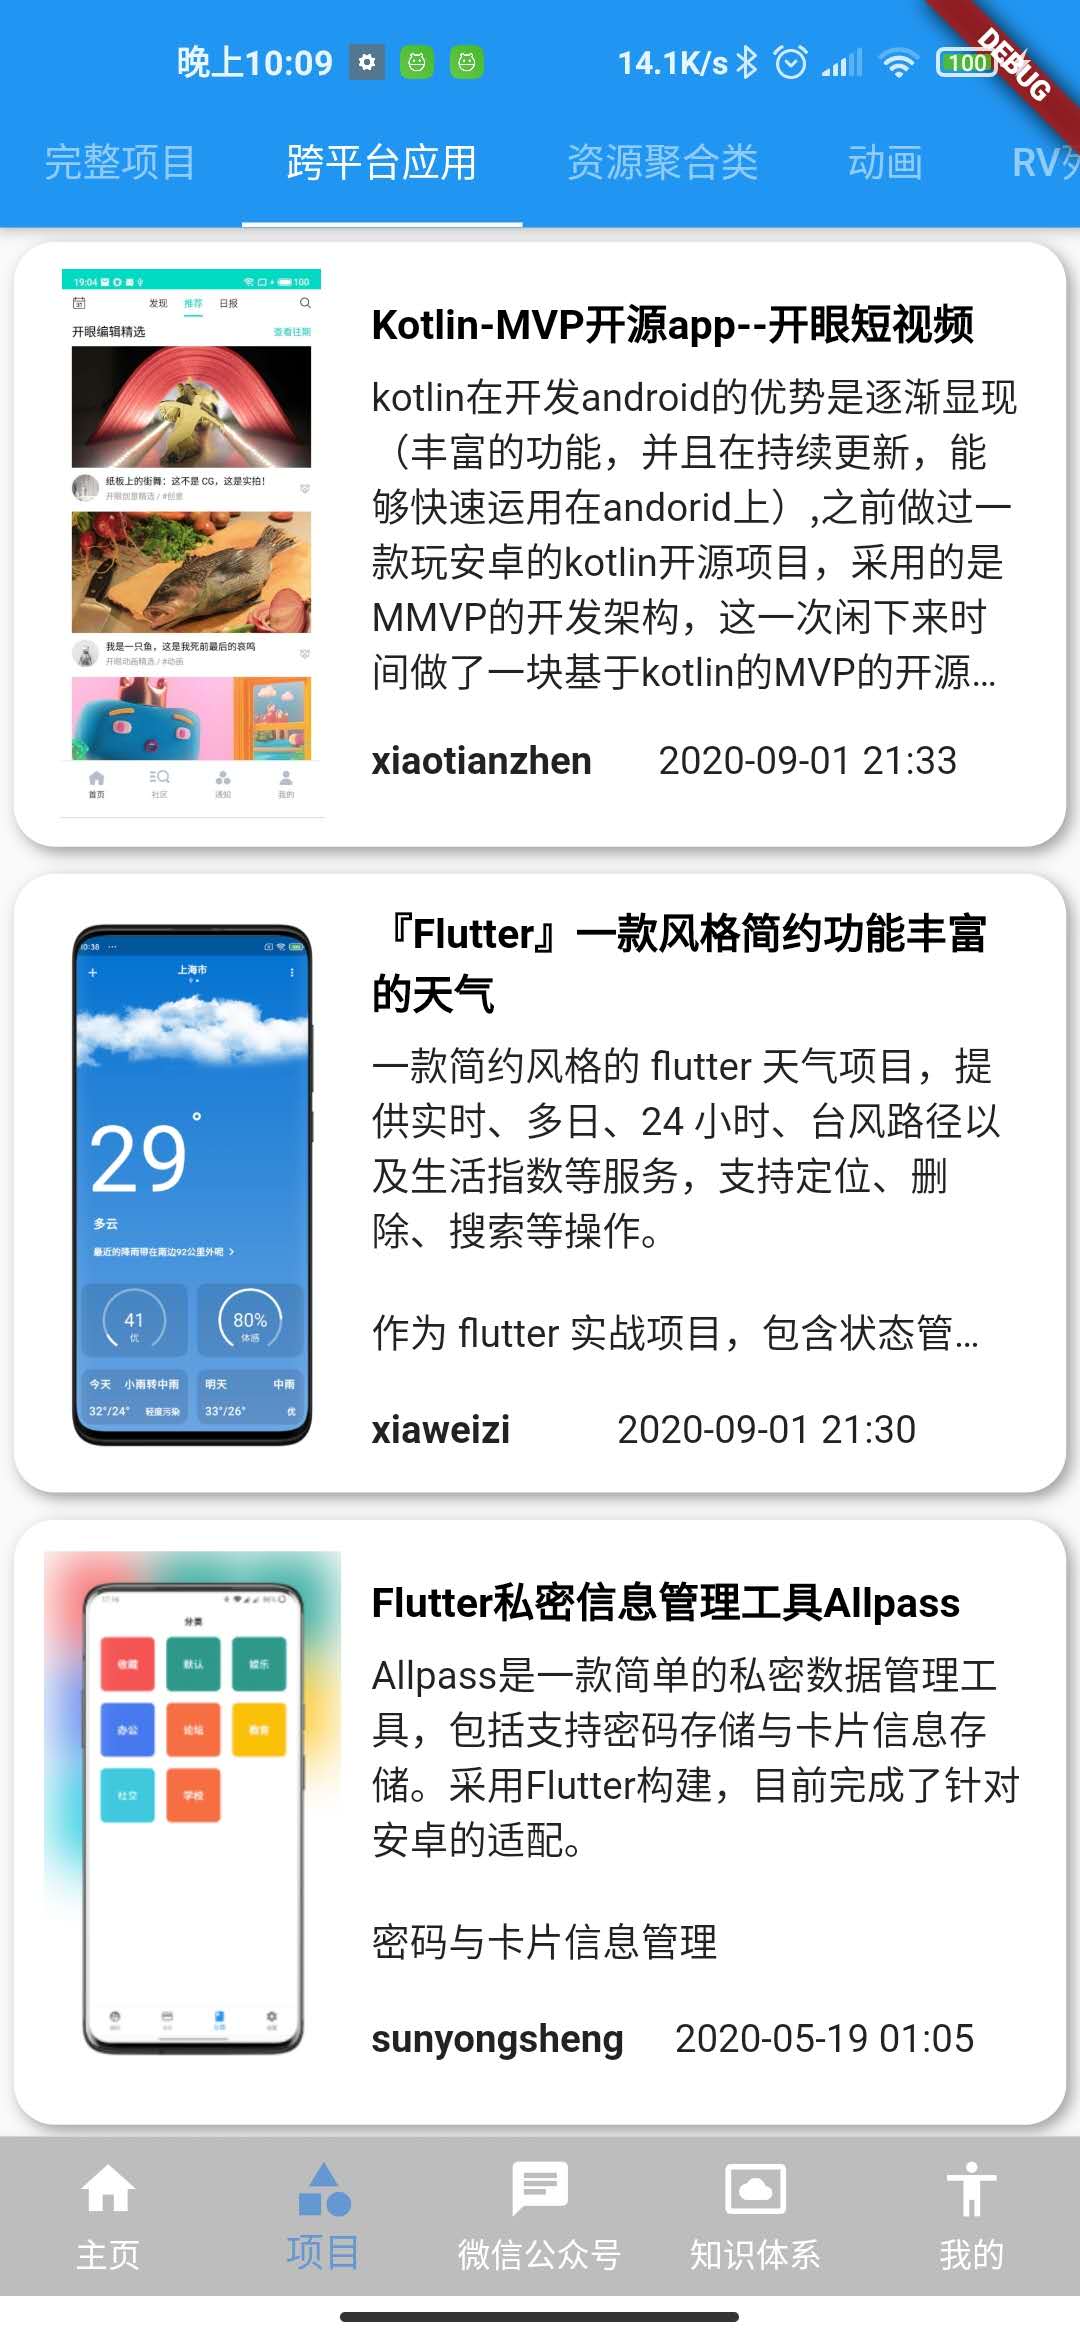 晚上10:09
14.1K/s
100
DEBUG
完整项目 跨平台应用 资源聚合类 动画 RV
19:04
100
发现 推荐 日报
开眼编辑精选 查看往期
纸板上的街舞：这不是 CG，这是实拍！
开眼创意精选 / #创意
我是一只鱼，这是我死前最后的哀鸣
开眼动画精选 / #动画
首页 社区 通知 我的
Kotlin-MVP开源app--开眼短视频
kotlin在开发android的优势是逐渐显现
（丰富的功能，并且在持续更新，能
够快速运用在andorid上）,之前做过一
款玩安卓的kotlin开源项目，采用的是
MMVP的开发架构，这一次闲下来时
间做了一块基于kotlin的MVP的开源...
xiaotianzhen 2020-09-01 21:33
10:38 ...
上海市
29°
多云
最近的降雨带在南边92公里外呢 >
41
优
80%
体感
今天 小雨转中雨
32°/24° 轻度污染
明天 中雨
33°/26° 优
『Flutter』一款风格简约功能丰富
的天气
一款简约风格的 flutter 天气项目，提
供实时、多日、24 小时、台风路径以
及生活指数等服务，支持定位、删
除、搜索等操作。
作为 flutter 实战项目，包含状态管...
xiaweizi 2020-09-01 21:30
分类
收藏 默认 娱乐
办公 论坛 教育
社交 学校
Flutter私密信息管理工具Allpass
Allpass是一款简单的私密数据管理工
具，包括支持密码存储与卡片信息存
储。采用Flutter构建，目前完成了针对
安卓的适配。
密码与卡片信息管理
sunyongsheng 2020-05-19 01:05
主页 项目 微信公众号 知识体系 我的